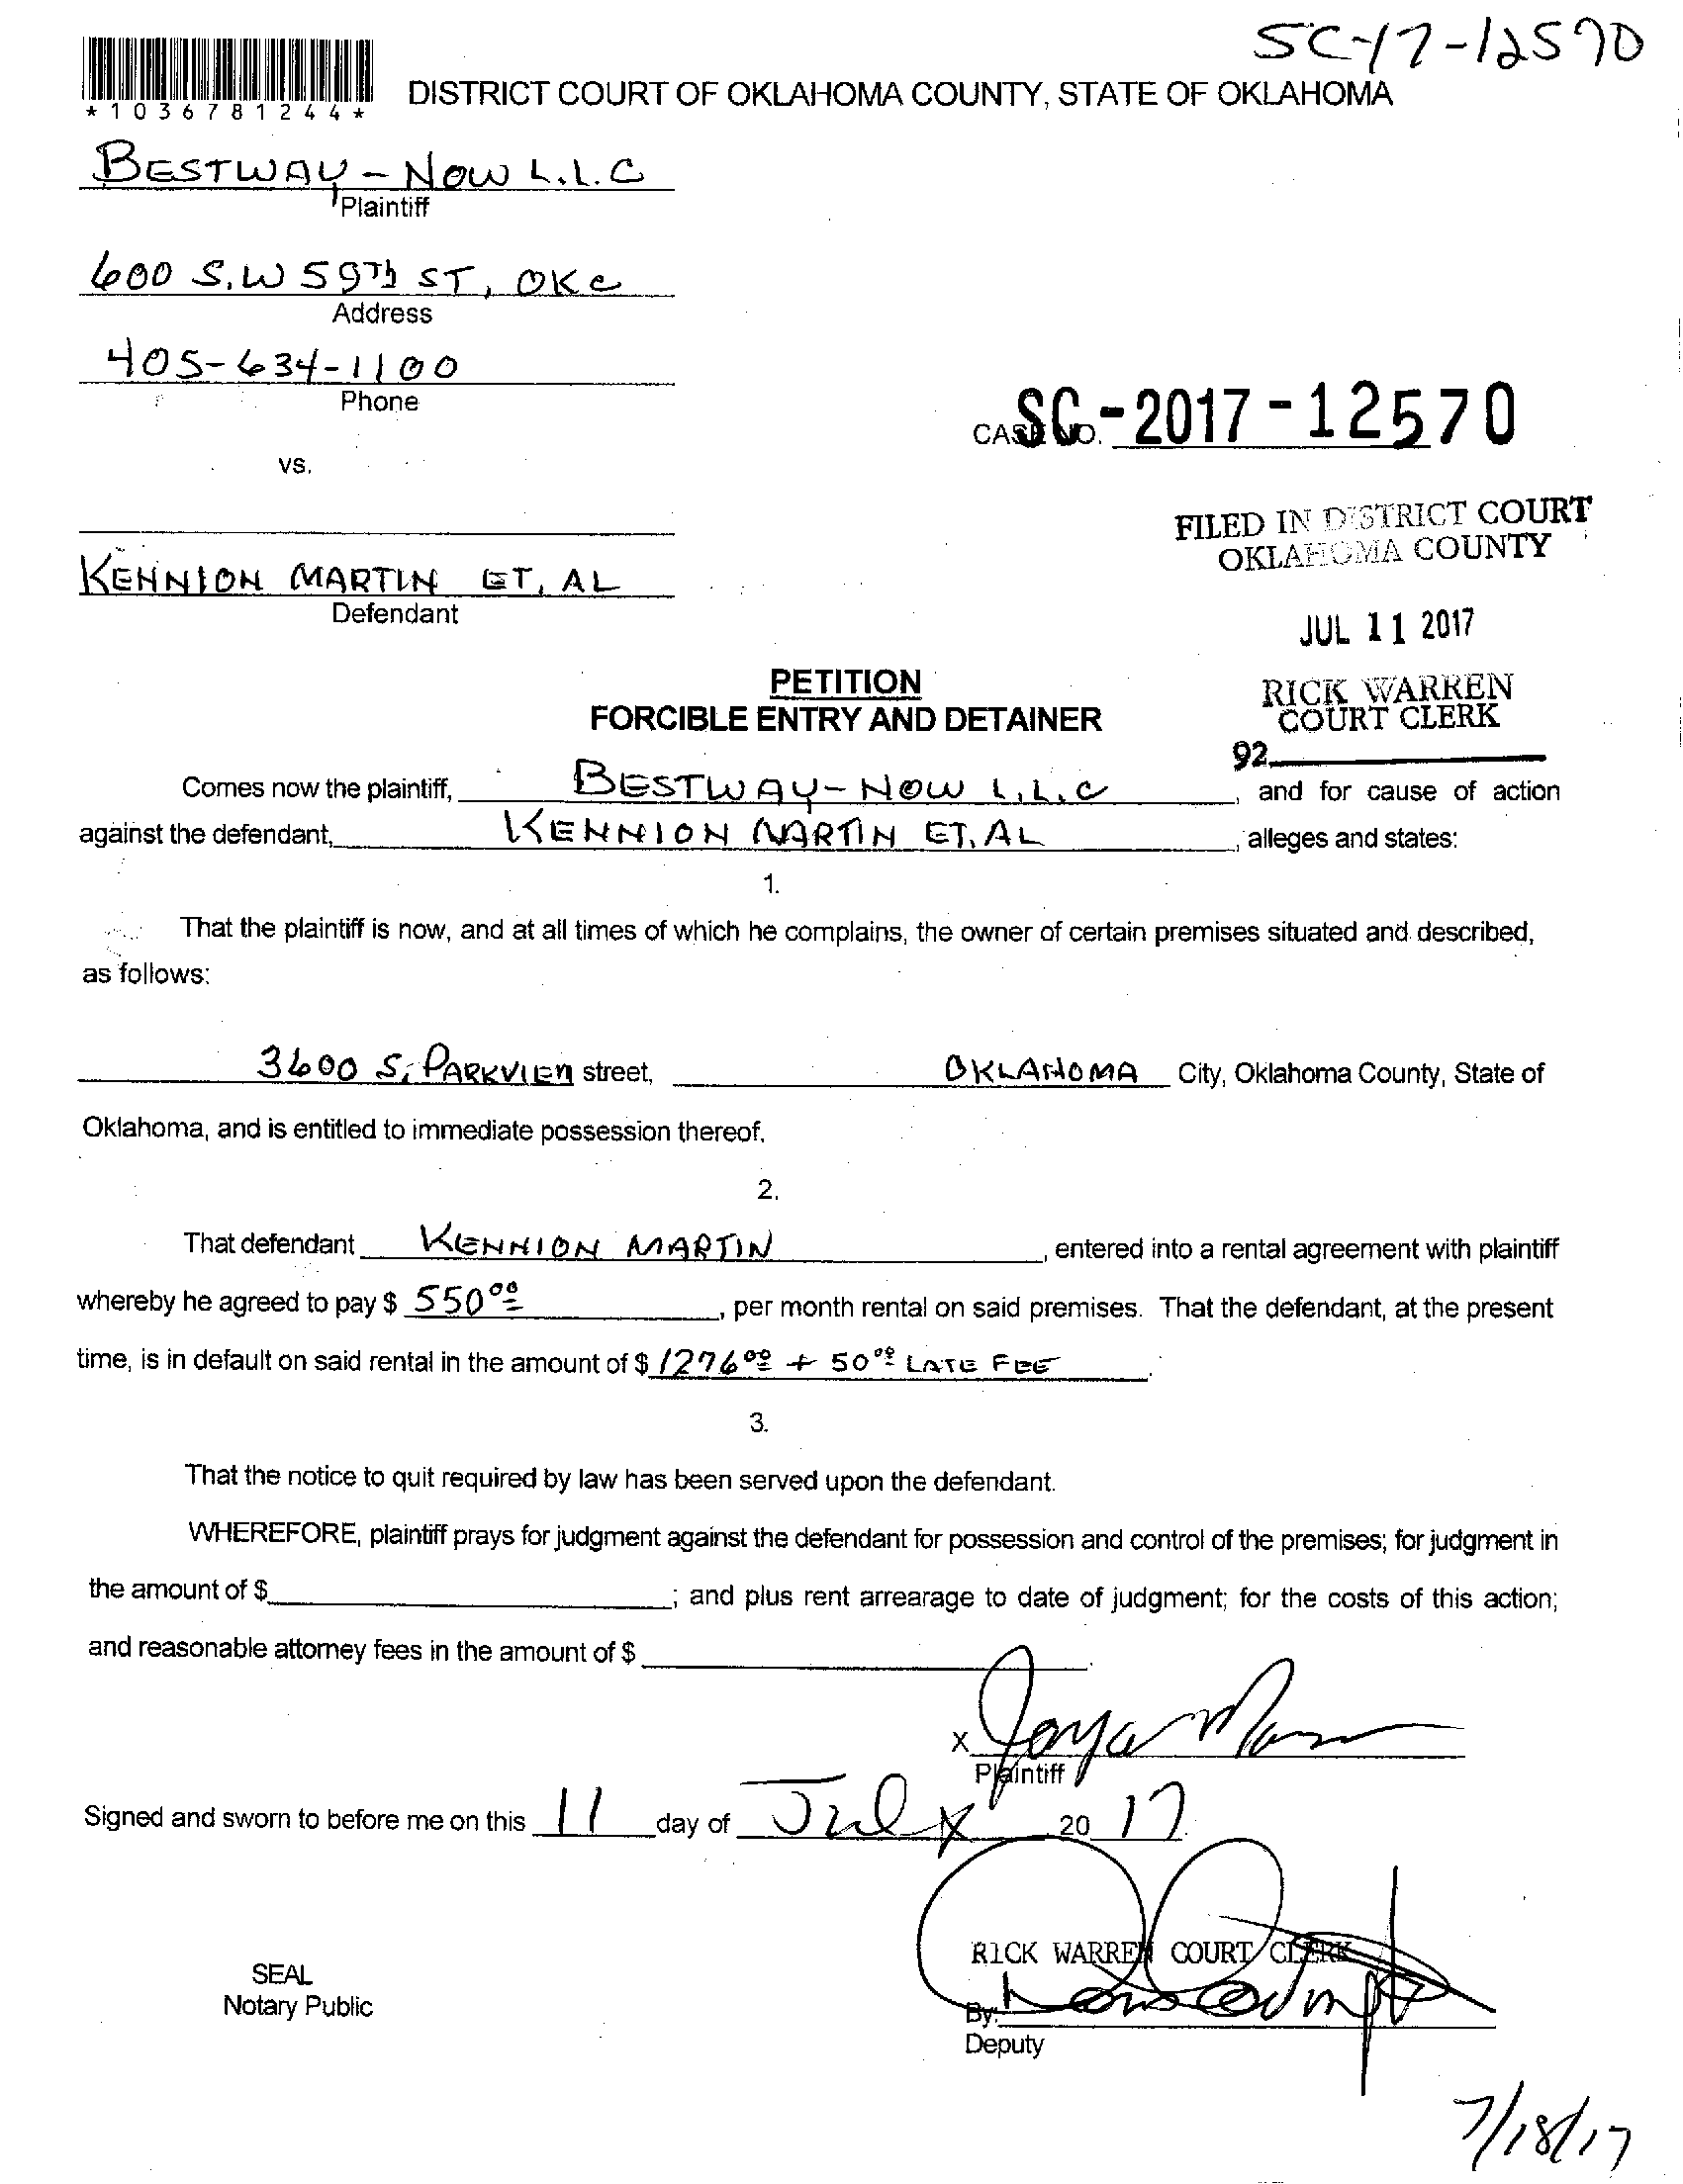 SC-17-12570
*1036781244*
DISTRICT COURT OF OKLAHOMA COUNTY, STATE OF OKLAHOMA
BESTWAY-NOW L.L.C
Plaintiff
600 S.W 59Th ST, OKC
Address
405-634-1100
Phone
CASE NO. SC-2017-12570
vs.
FILED IN DISTRICT COURT
OKLAHOMA COUNTY
KENNION MARTIN ET, AL
Defendant
JUL 11 2017
PETITION
FORCIBLE ENTRY AND DETAINER
RICK WARREN
COURT CLERK
92
Comes now the plaintiff, BESTWAY-NOW L.L.C, and for cause of action
against the defendant, KENNION MARTIN ET, AL, alleges and states:
1.
That the plaintiff is now, and at all times of which he complains, the owner of certain premises situated and described,
as follows:
3600 S. PARKVIEW street, OKLAHOMA City, Oklahoma County, State of
Oklahoma, and is entitled to immediate possession thereof.
2.
That defendant KENNION MARTIN, entered into a rental agreement with plaintiff
whereby he agreed to pay $ 550.00, per month rental on said premises. That the defendant, at the present
time, is in default on said rental in the amount of $ 1276.00 + 50.00 LATE FEE.
3.
That the notice to quit required by law has been served upon the defendant.
WHEREFORE, plaintiff prays for judgment against the defendant for possession and control of the premises; for judgment in
the amount of $ ; and plus rent arrearage to date of judgment; for the costs of this action;
and reasonable attorney fees in the amount of $ .
X
Plaintiff
Signed and sworn to before me on this 11 day of July 20 17.
RICK WARREN COURT CLERK
SEAL
Notary Public
By:
Deputy
7/18/17